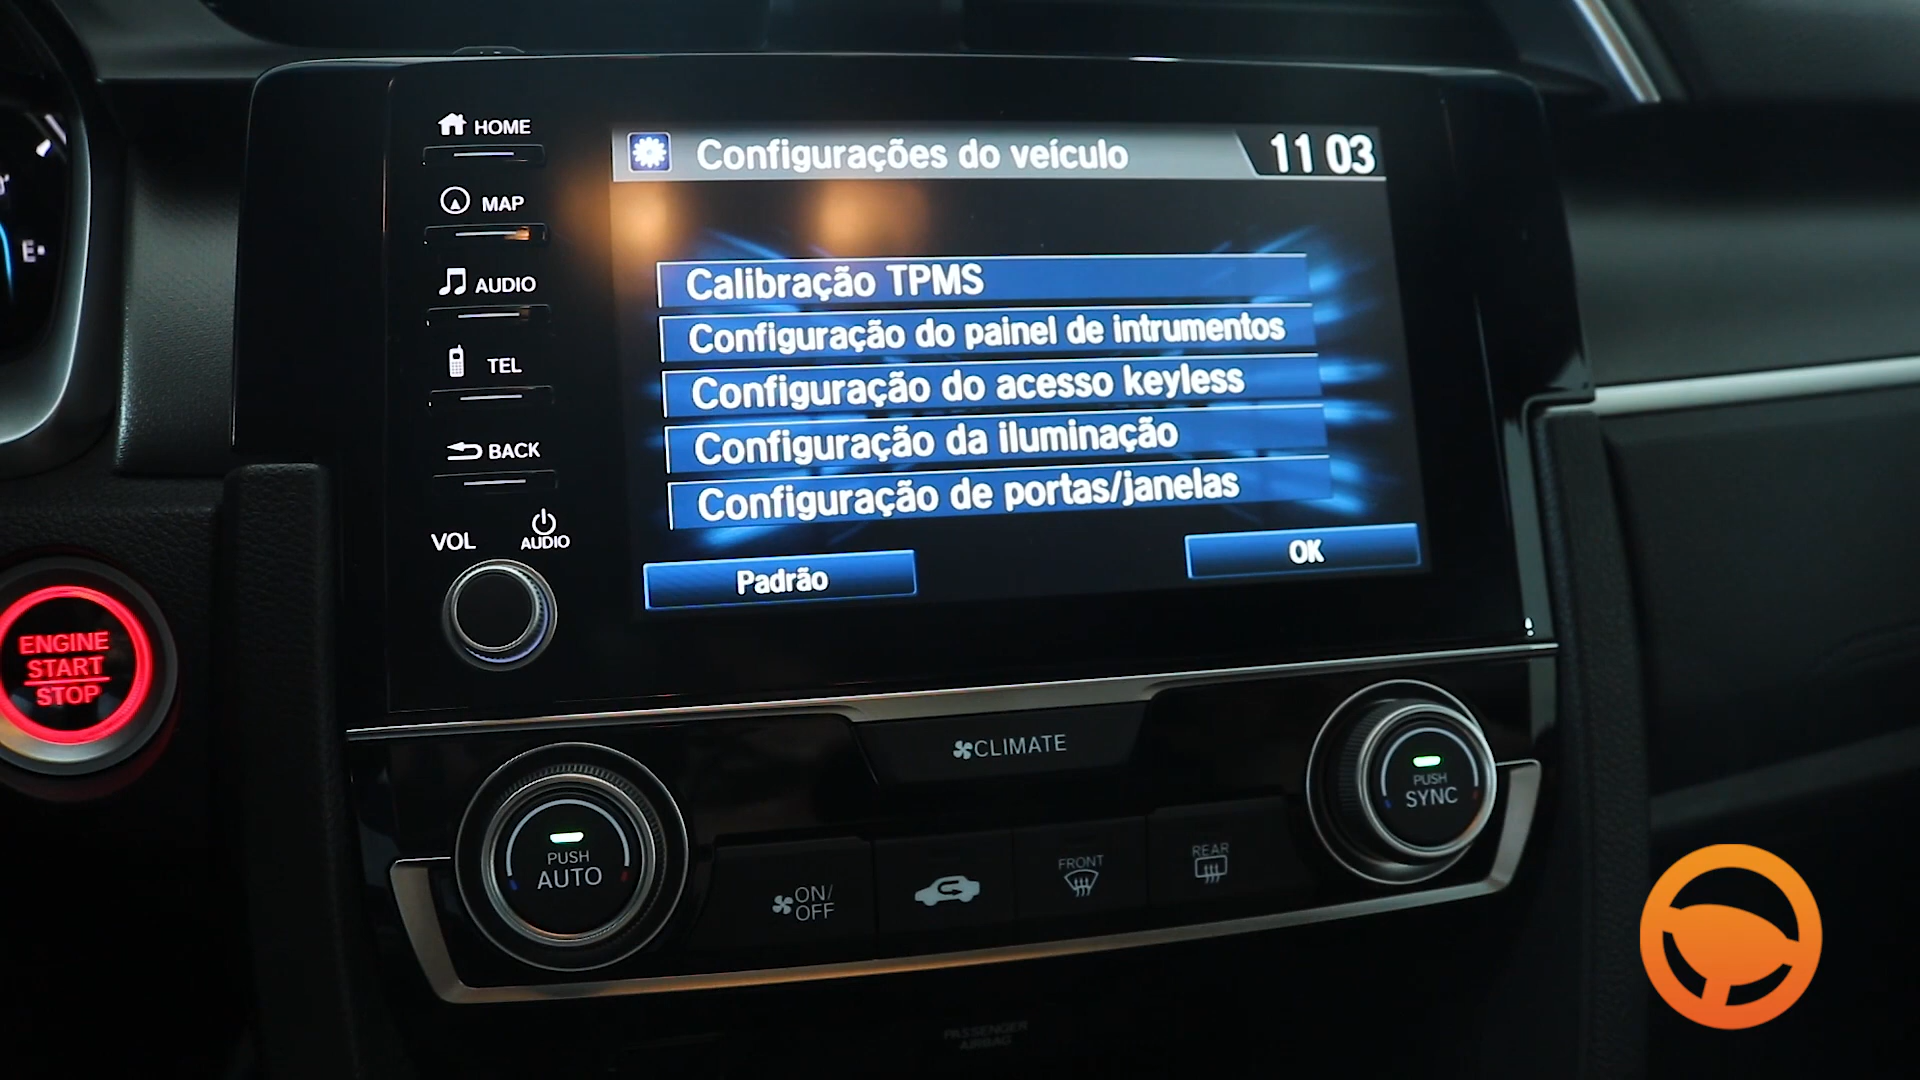 HOME
MAP
AUDIO
TEL
BACK
VOL
AUDIO
Configurações do veículo
11 03
Calibração TPMS
Configuração do painel de intrumentos
Configuração do acesso keyless
Configuração da iluminação
Configuração de portas/janelas
Padrão
OK
E
ENGINE
START
STOP
CLIMATE
PUSH
AUTO
ON/
OFF
FRONT
REAR
PUSH
SYNC
PASSENGER
AIRBAG